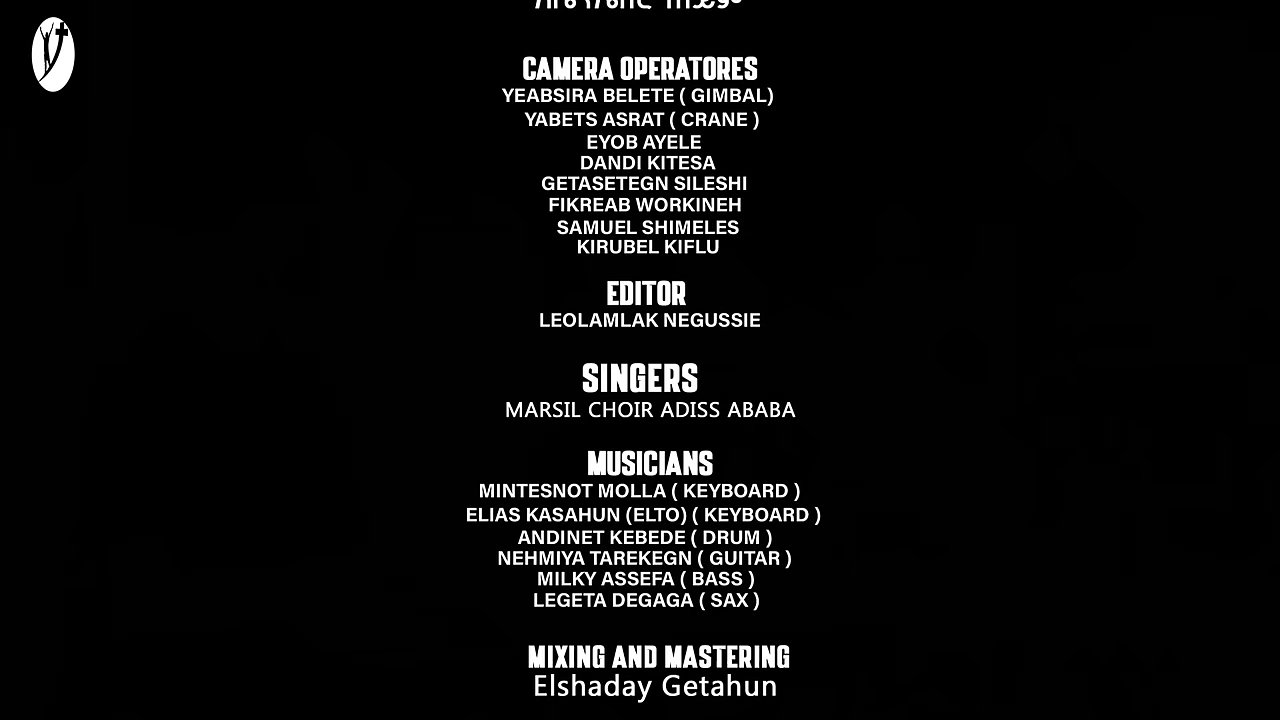 CAMERA OPERATORES
YEABSIRA BELETE ( GIMBAL)
YABETS ASRAT ( CRANE )
EYOB AYELE
DANDI KITESA
GETASETEGN SILESHI
FIKREAB WORKINEH
SAMUEL SHIMELES
KIRUBEL KIFLU
EDITOR
LEOLAMLAK NEGUSSIE
SINGERS
MARSIL CHOIR ADISS ABABA
MUSICIANS
MINTESNOT MOLLA ( KEYBOARD )
ELIAS KASAHUN (ELTO) ( KEYBOARD )
ANDINET KEBEDE ( DRUM )
NEHMIYA TAREKEGN ( GUITAR )
MILKY ASSEFA ( BASS )
LEGETA DEGAGA ( SAX )
MIXING AND MASTERING
Elshaday Getahun